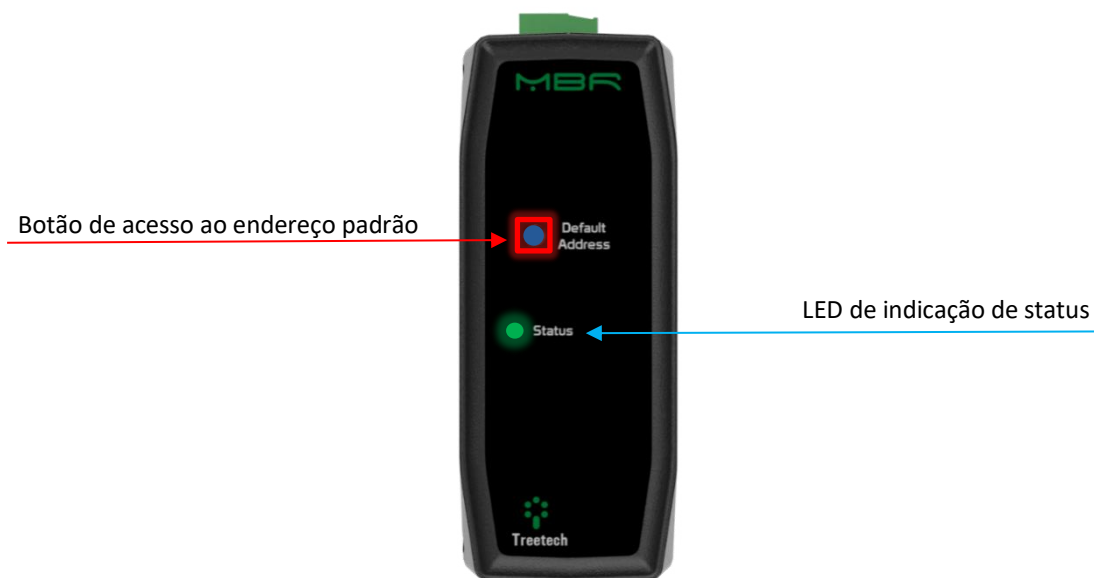 MBR
Botão de acesso ao endereço padrão
Default
Address
LED de indicação de status
Status
Treetech